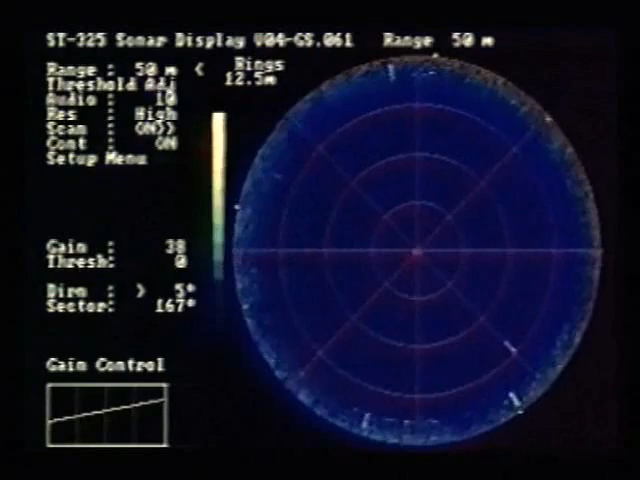 ST-325 Sonar Display V04-GS.061 Range 50 m
Range : 50 m < Rings
12.5m
Threshold Adj
Audio : 10
Res : High
Scan : ON>>
Cont : ON
Setup Menu
Gain : 38
Thresh: 0
Dirn : > 5°
Sector: 167°
Gain Control